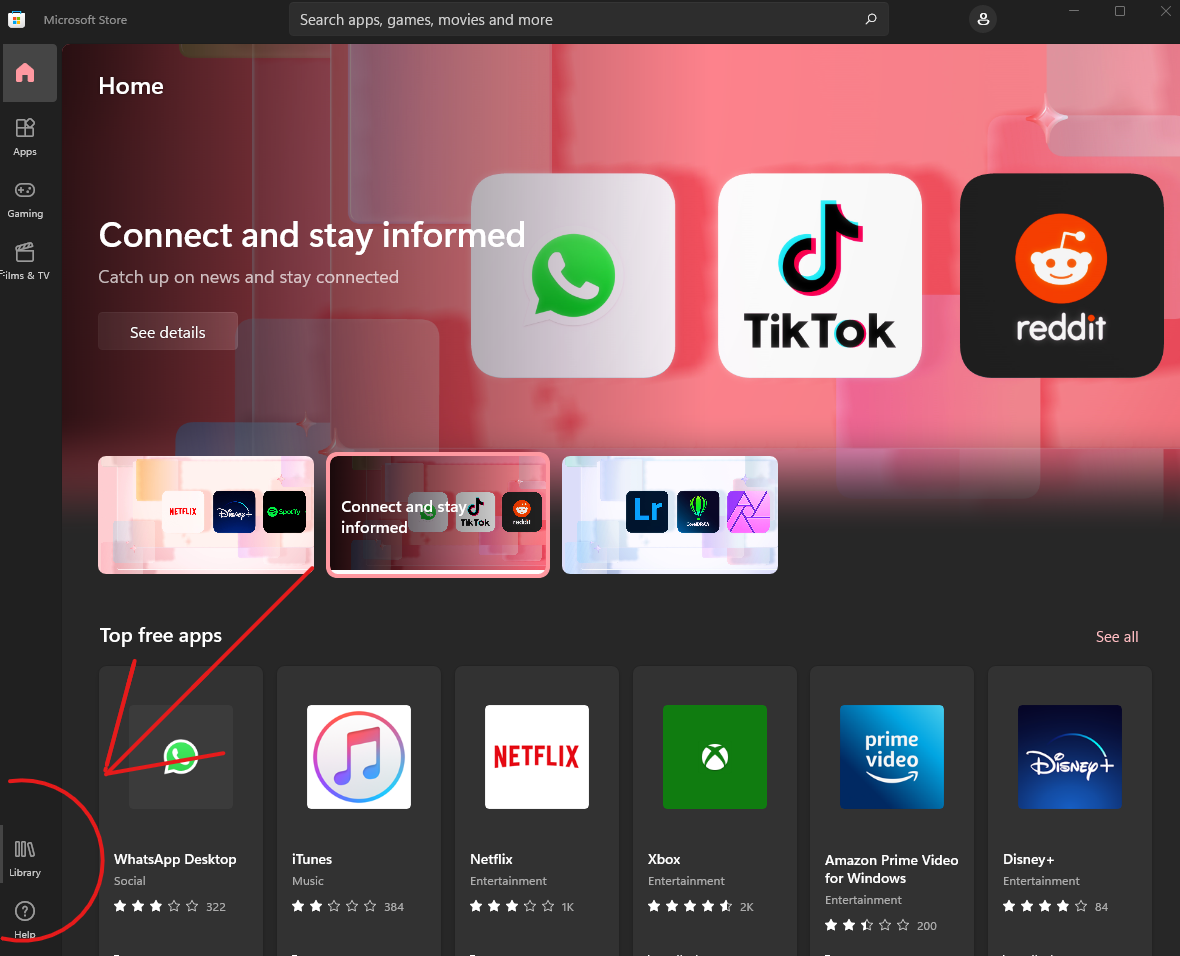 Microsoft Store
Search apps, games, movies and more
Home
Apps
Gaming
Films & TV
Connect and stay informed
Catch up on news and stay connected
See details
TikTok
reddit
NETFLIX
Disney+
Spotify
Connect and stay
informed
TikTok
reddit
Lr
CorelDRAW
Top free apps
See all
NETFLIX
prime
video
Disney+
WhatsApp Desktop
Social
322
iTunes
Music
384
Netflix
Entertainment
1K
Xbox
Entertainment
2K
Amazon Prime Video
for Windows
Entertainment
200
Disney+
Entertainment
84
Library
Help